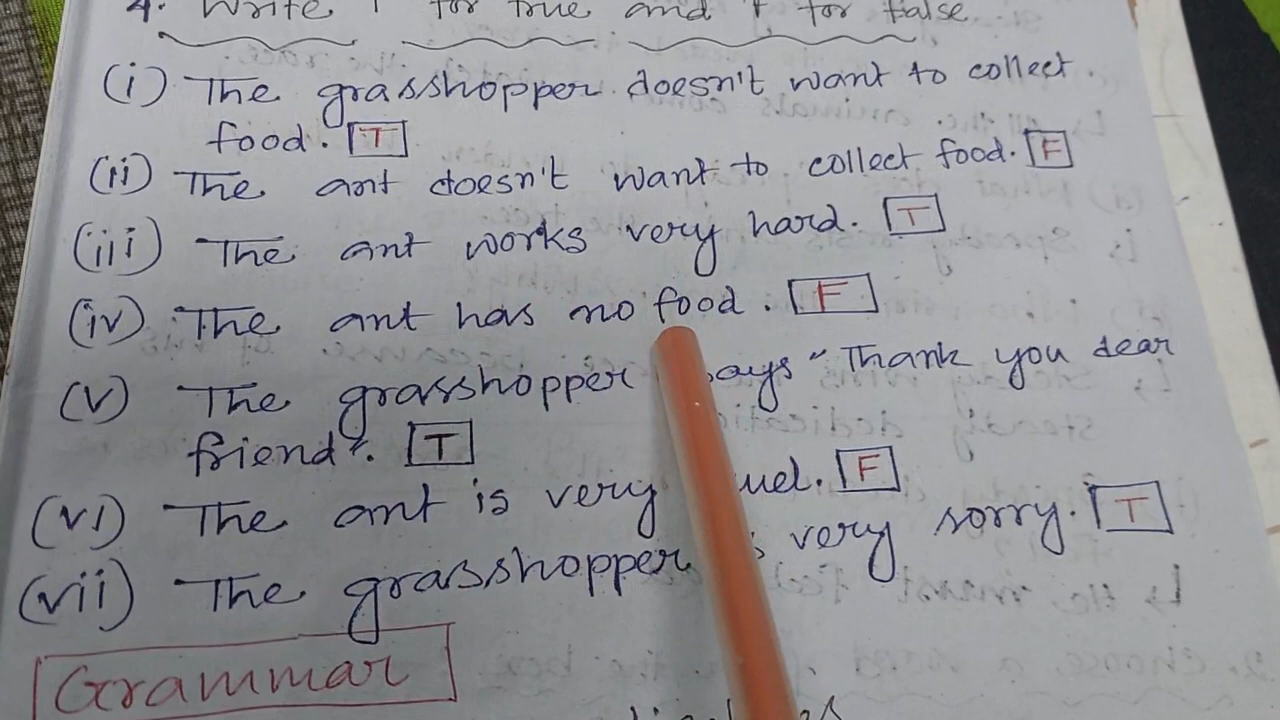 4. Write T for True and F for False
(i) The grasshopper doesn't want to collect
food. T
(ii) The ant doesn't want to collect food. F
(iii) The ant works very hard. T
(iv) The ant has no food. F
(v) The grasshopper says "Thank you dear
friend". T
(vi) The ant is very F
(vii) The grasshopper very sorry. T
Grammar